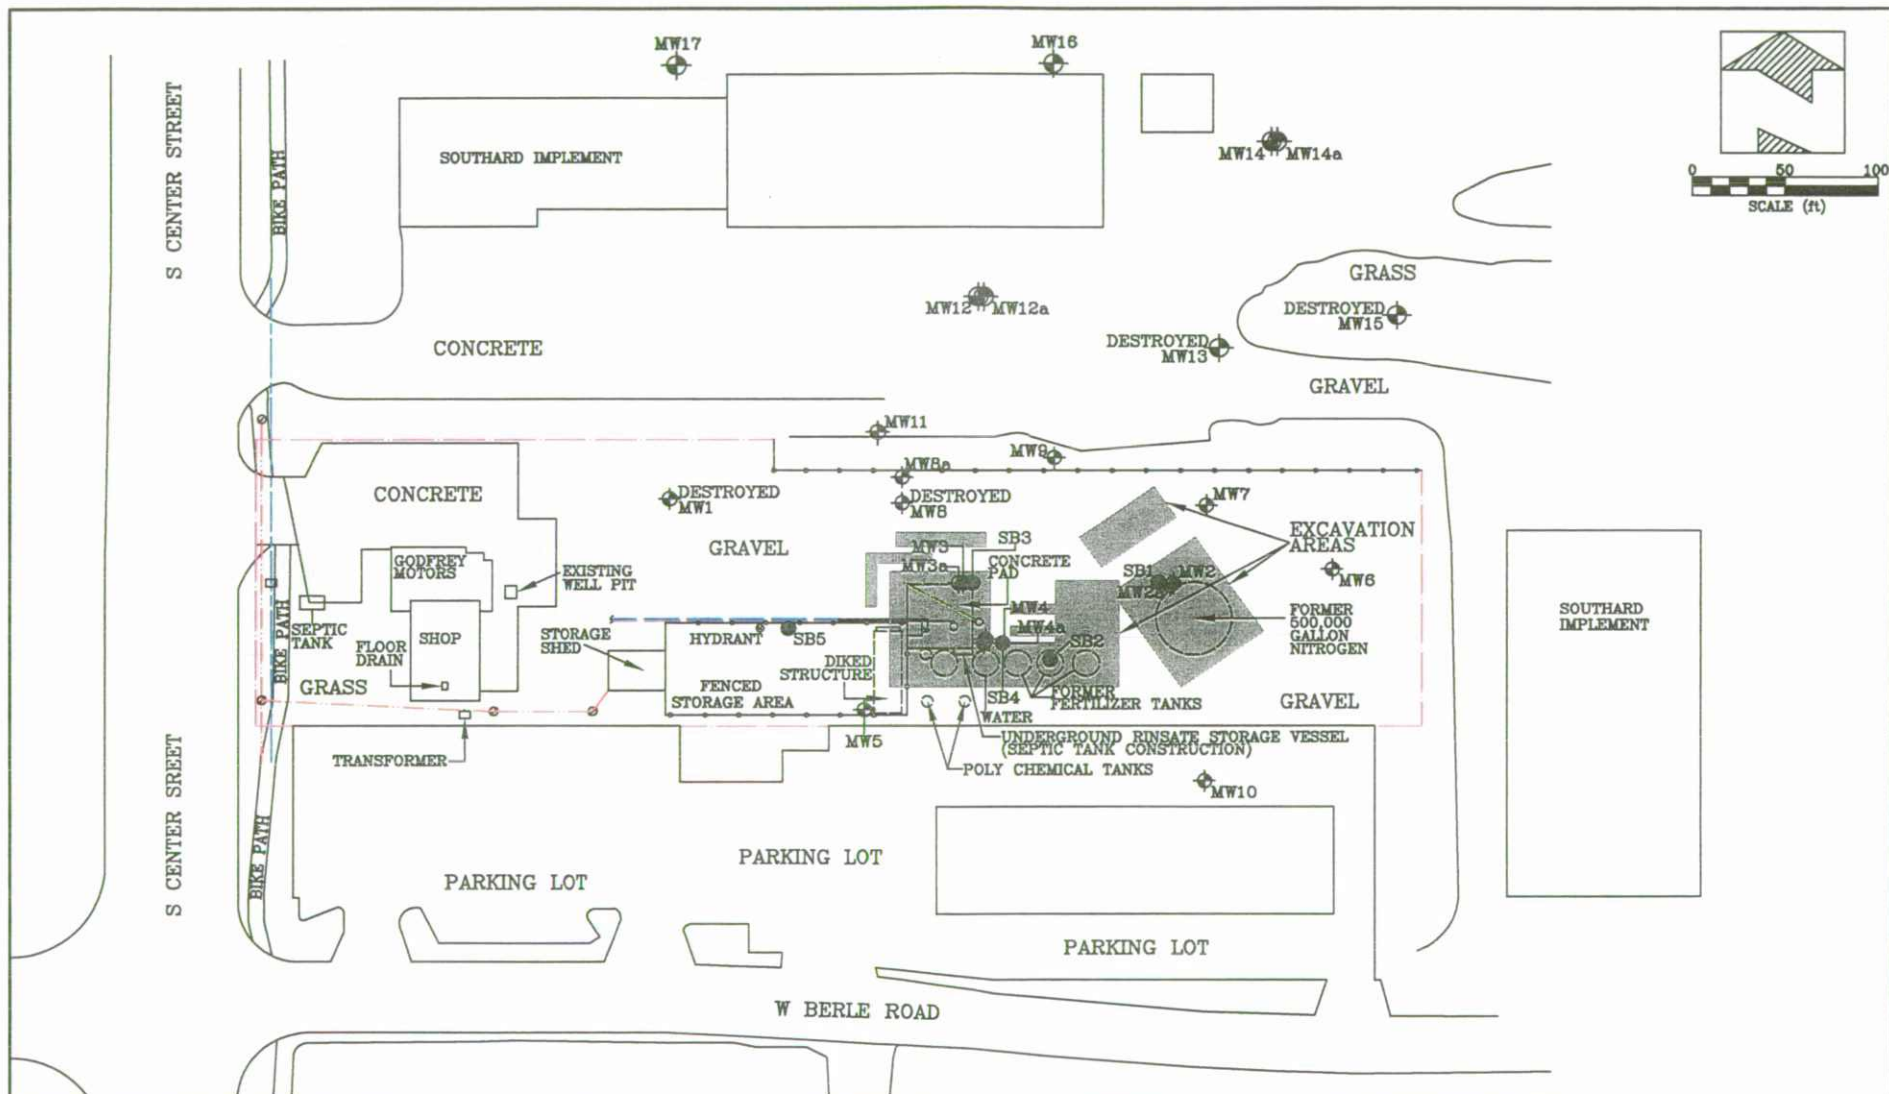 MW17
MW16
S CENTER STREET
BIKE PATH
SOUTHARD IMPLEMENT
MW14
MW14a
0 50 100
SCALE (ft)
GRASS
DESTROYED
MW15
MW12
MW12a
DESTROYED
MW13
CONCRETE
GRAVEL
MW11
MW9
MW8a
CONCRETE
DESTROYED
MW1
DESTROYED
MW8
MW7
EXCAVATION
AREAS
GRAVEL
MW3
SB3
GODFREY
MOTORS
EXISTING
WELL PIT
MW3a
CONCRETE
PAD
SB1
MW2
MW2a
MW6
BIKE PATH
SEPTIC
TANK
FLOOR
DRAIN
SHOP
STORAGE
SHED
HYDRANT
SB5
MW4
MW4a
SB2
FORMER
500,000
GALLON
NITROGEN
SOUTHARD
IMPLEMENT
DIKED
STRUCTURE
GRASS
FENCED
STORAGE AREA
SB4
FORMER
FERTILIZER TANKS
GRAVEL
WATER
MW5
UNDERGROUND RINSATE STORAGE VESSEL
(SEPTIC TANK CONSTRUCTION)
TRANSFORMER
POLY CHEMICAL TANKS
MW10
S CENTER SREET
BIKE PATH
PARKING LOT
PARKING LOT
PARKING LOT
W BERLE ROAD